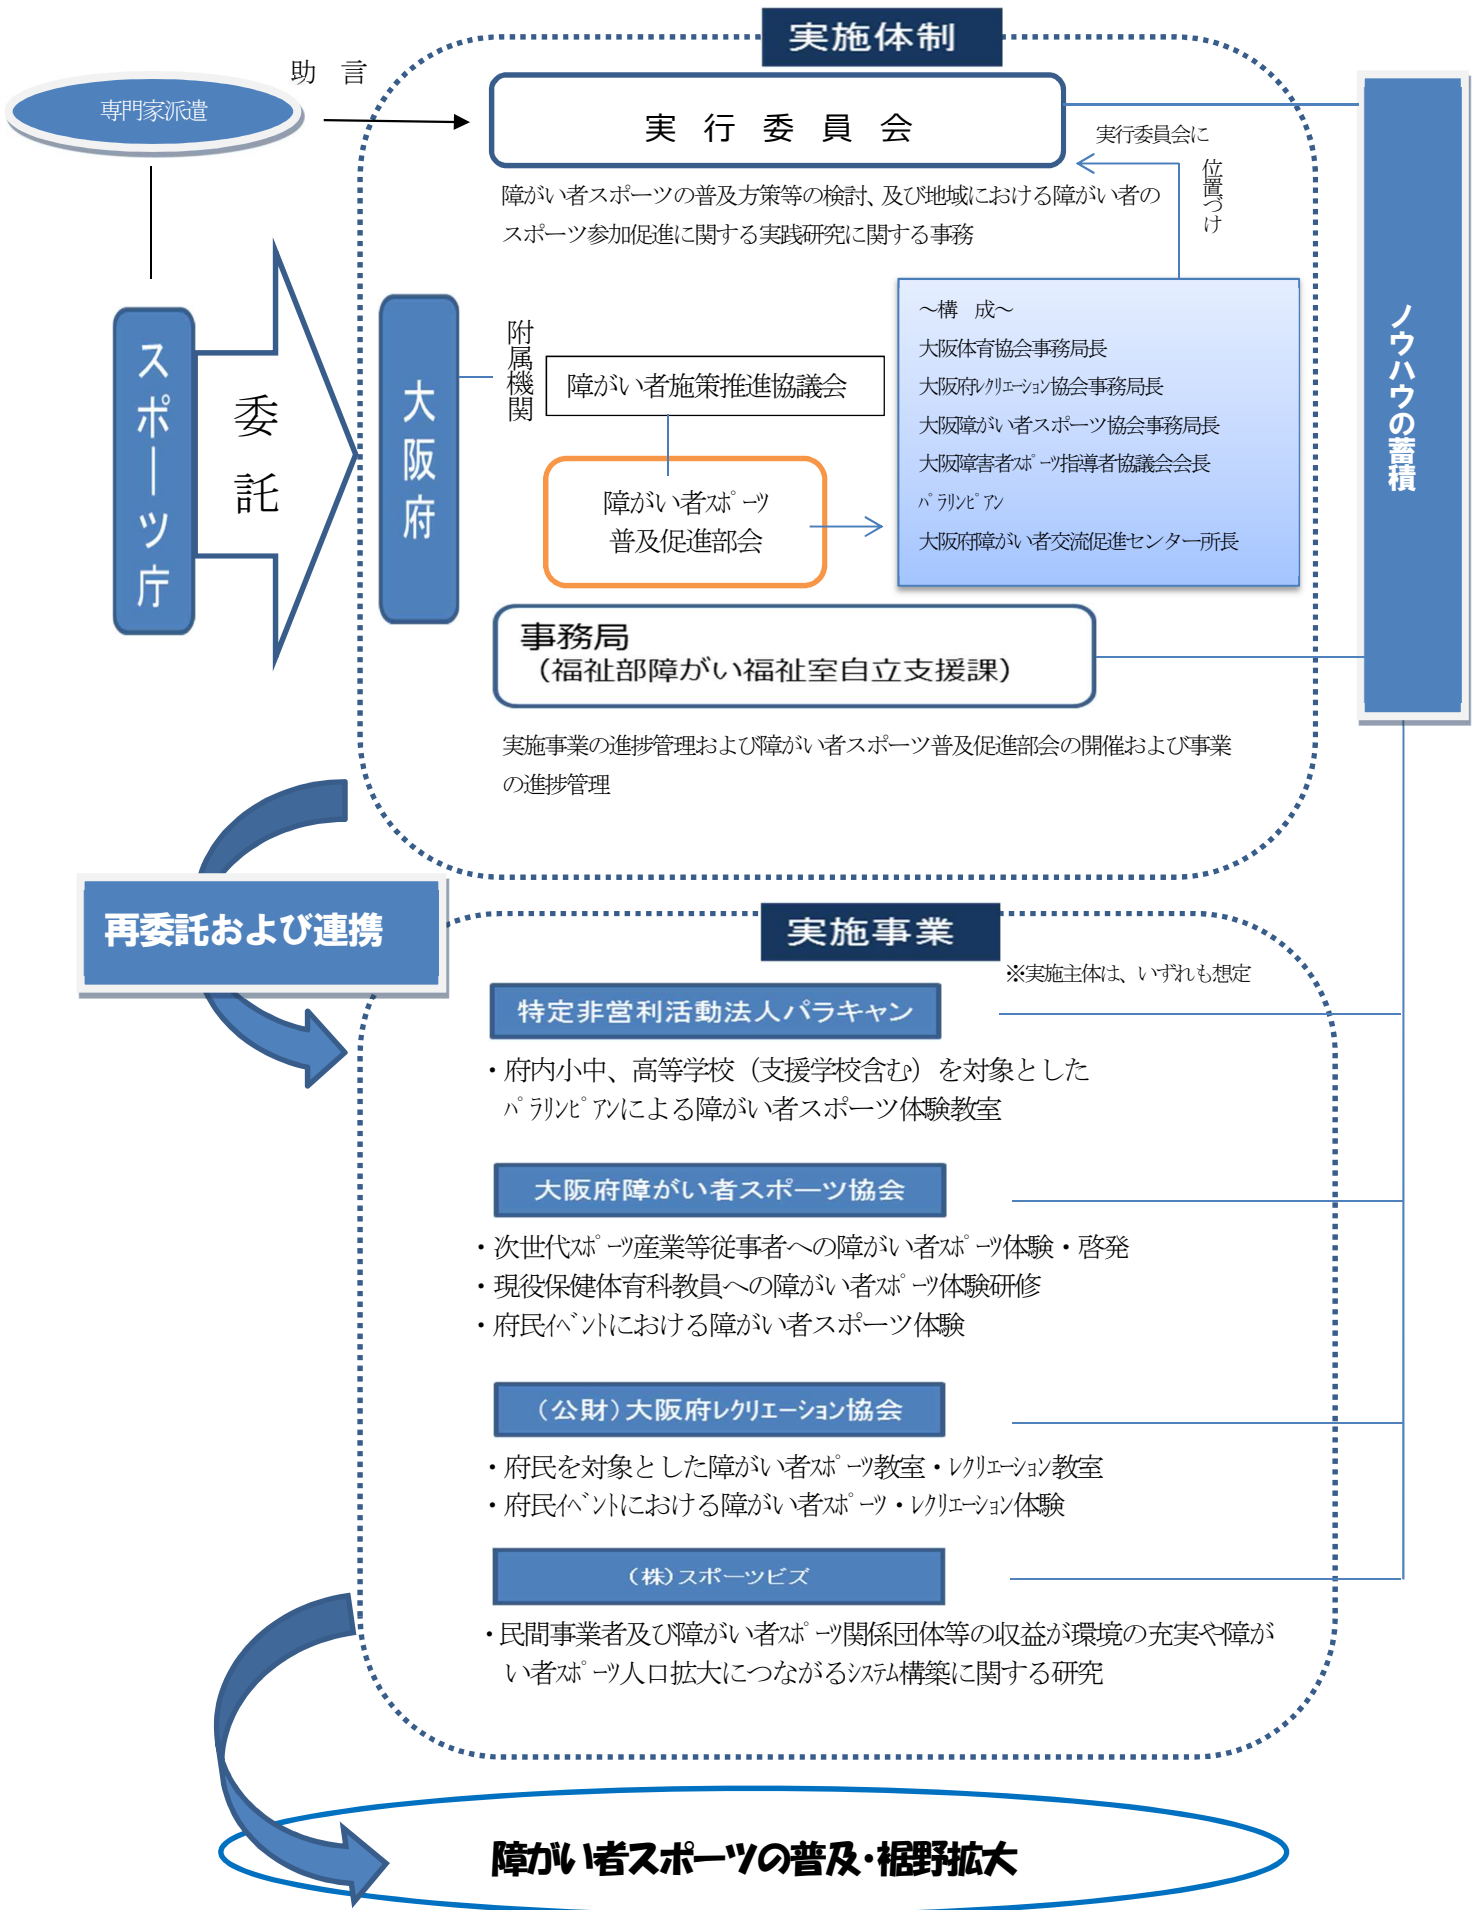 実施体制
助　言
専門家派遣
実　行　委　員　会
実行委員会に
位置づけ
障がい者スポーツの普及方策等の検討、及び地域における障がい者の
スポーツ参加促進に関する実践研究に関する事務
スポーツ庁
委託
大阪府
附属機関
障がい者施策推進協議会
障がい者ｽﾎﾟｰﾂ
普及促進部会
～構　成～
大阪体育協会事務局長
大阪府ﾚｸﾘｴｰｼｮﾝ協会事務局長
大阪障がい者スポーツ協会事務局長
大阪障害者ｽﾎﾟｰﾂ指導者協議会会長
ﾊﾟﾗﾘﾝﾋﾟｱﾝ
大阪府障がい者交流促進センター所長
ノウハウの蓄積
事務局
（福祉部障がい福祉室自立支援課）
実施事業の進捗管理および障がい者スポーツ普及促進部会の開催および事業
の進捗管理
再委託および連携
実施事業
※実施主体は、いずれも想定
特定非営利活動法人パラキャン
・府内小中、高等学校（支援学校含む）を対象とした
ﾊﾟﾗﾘﾝﾋﾟｱﾝによる障がい者スポーツ体験教室
大阪府障がい者スポーツ協会
・次世代ｽﾎﾟｰﾂ産業等従事者への障がい者ｽﾎﾟｰﾂ体験・啓発
・現役保健体育科教員への障がい者ｽﾎﾟｰﾂ体験研修
・府民ｲﾍﾞﾝﾄにおける障がい者スポーツ体験
（公財）大阪府ﾚｸﾘｴｰｼｮﾝ協会
・府民を対象とした障がい者ｽﾎﾟｰﾂ教室・ﾚｸﾘｴｰｼｮﾝ教室
・府民ｲﾍﾞﾝﾄにおける障がい者ｽﾎﾟｰﾂ・ﾚｸﾘｴｰｼｮﾝ体験
（株）スポーツビズ
・民間事業者及び障がい者ｽﾎﾟｰﾂ関係団体等の収益が環境の充実や障が
い者ｽﾎﾟｰﾂ人口拡大につながるｼｽﾃﾑ構築に関する研究
障がい者スポーツの普及・裾野拡大